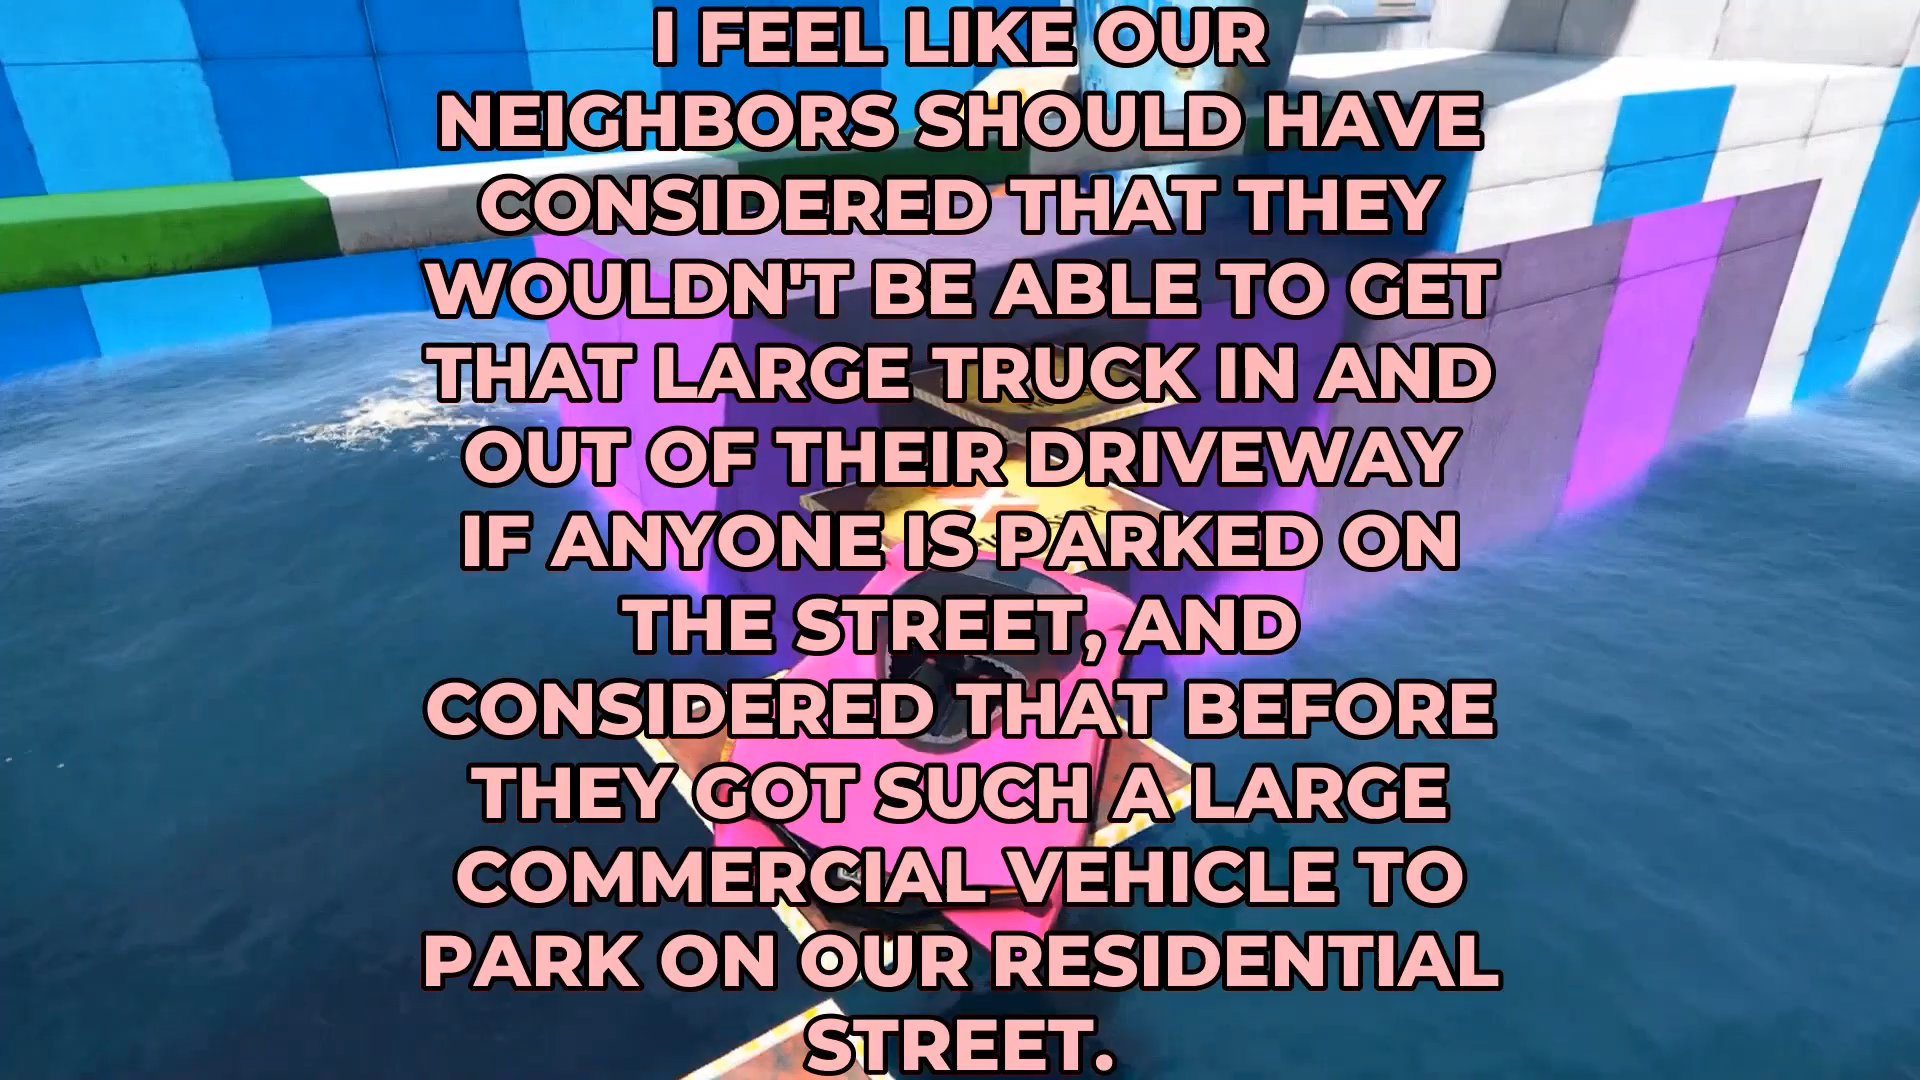 I FEEL LIKE OUR
NEIGHBORS SHOULD HAVE
CONSIDERED THAT THEY
WOULDN'T BE ABLE TO GET
THAT LARGE TRUCK IN AND
OUT OF THEIR DRIVEWAY
IF ANYONE IS PARKED ON
THE STREET, AND
CONSIDERED THAT BEFORE
THEY GOT SUCH A LARGE
COMMERCIAL VEHICLE TO
PARK ON OUR RESIDENTIAL
STREET.